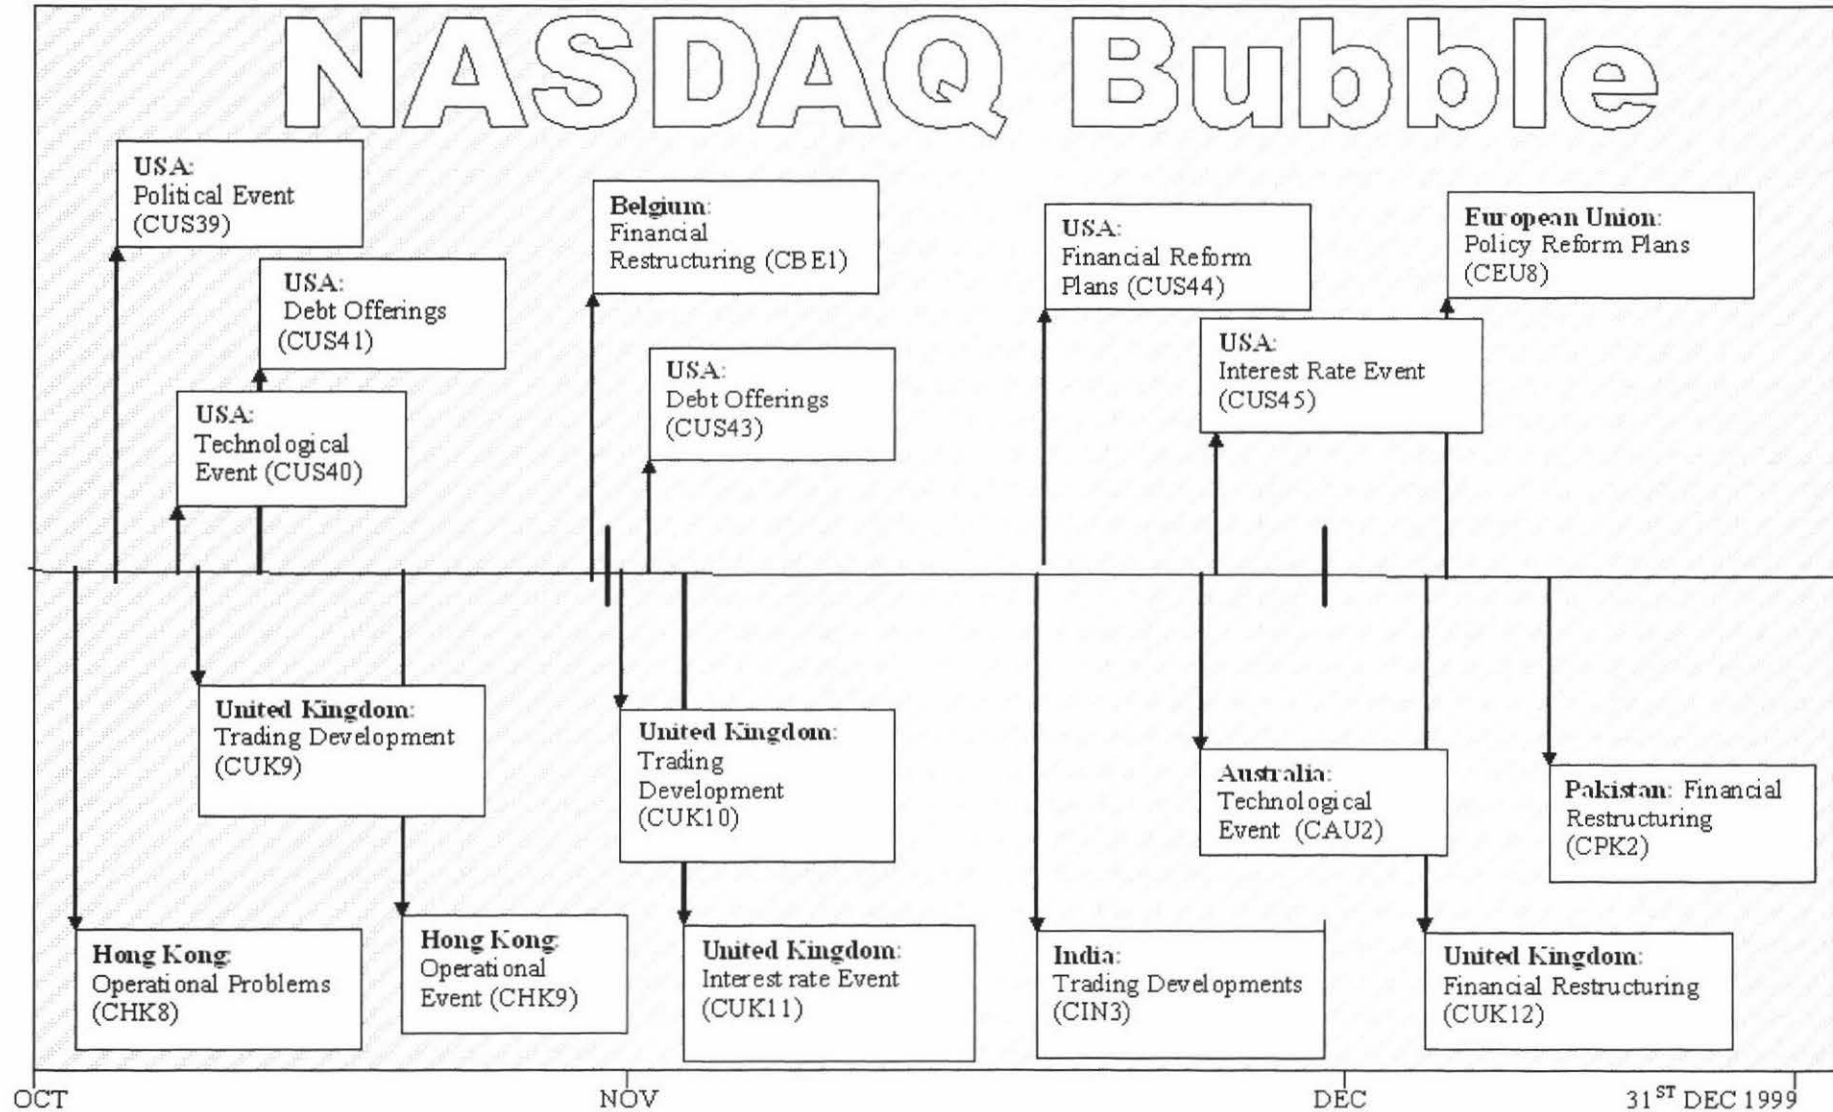 NASDAQ Bubble
USA:
Political Event
(CUS39)
USA:
Debt Offerings
(CUS41)
USA:
Technological
Event (CUS40)
Belgium:
Financial
Restructuring (CBE1)
USA:
Debt Offerings
(CUS43)
USA:
Financial Reform
Plans (CUS44)
USA:
Interest Rate Event
(CUS45)
European Union:
Policy Reform Plans
(CEU8)
United Kingdom:
Trading Development
(CUK9)
Hong Kong:
Operational Problems
(CHK8)
Hong Kong:
Operational
Event (CHK9)
United Kingdom:
Trading
Development
(CUK10)
United Kingdom:
Interest rate Event
(CUK11)
India:
Trading Developments
(CIN3)
Australia:
Technological
Event (CAU2)
United Kingdom:
Financial Restructuring
(CUK12)
Pakistan: Financial
Restructuring
(CPK2)
OCT
NOV
DEC
31ST DEC 1999